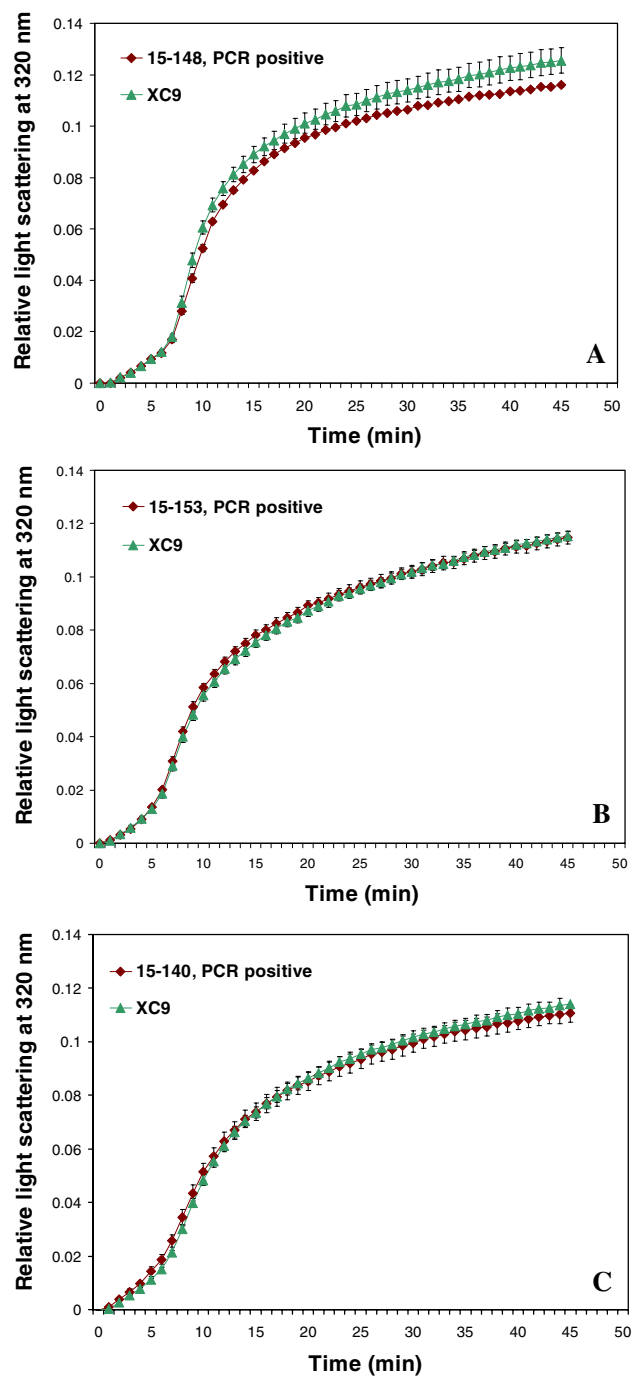 Relative light scattering at 320 nm
0.14
0.12
0.1
0.08
0.06
0.04
0.02
0
15-148, PCR positive
XC9
A
0 5 10 15 20 25 30 35 40 45 50
Time (min)
Relative light scattering at 320 nm
0.14
0.12
0.1
0.08
0.06
0.04
0.02
0
15-153, PCR positive
XC9
B
0 5 10 15 20 25 30 35 40 45 50
Time (min)
Relative light scattering at 320 nm
0.14
0.12
0.1
0.08
0.06
0.04
0.02
0
15-140, PCR positive
XC9
C
0 5 10 15 20 25 30 35 40 45 50
Time (min)